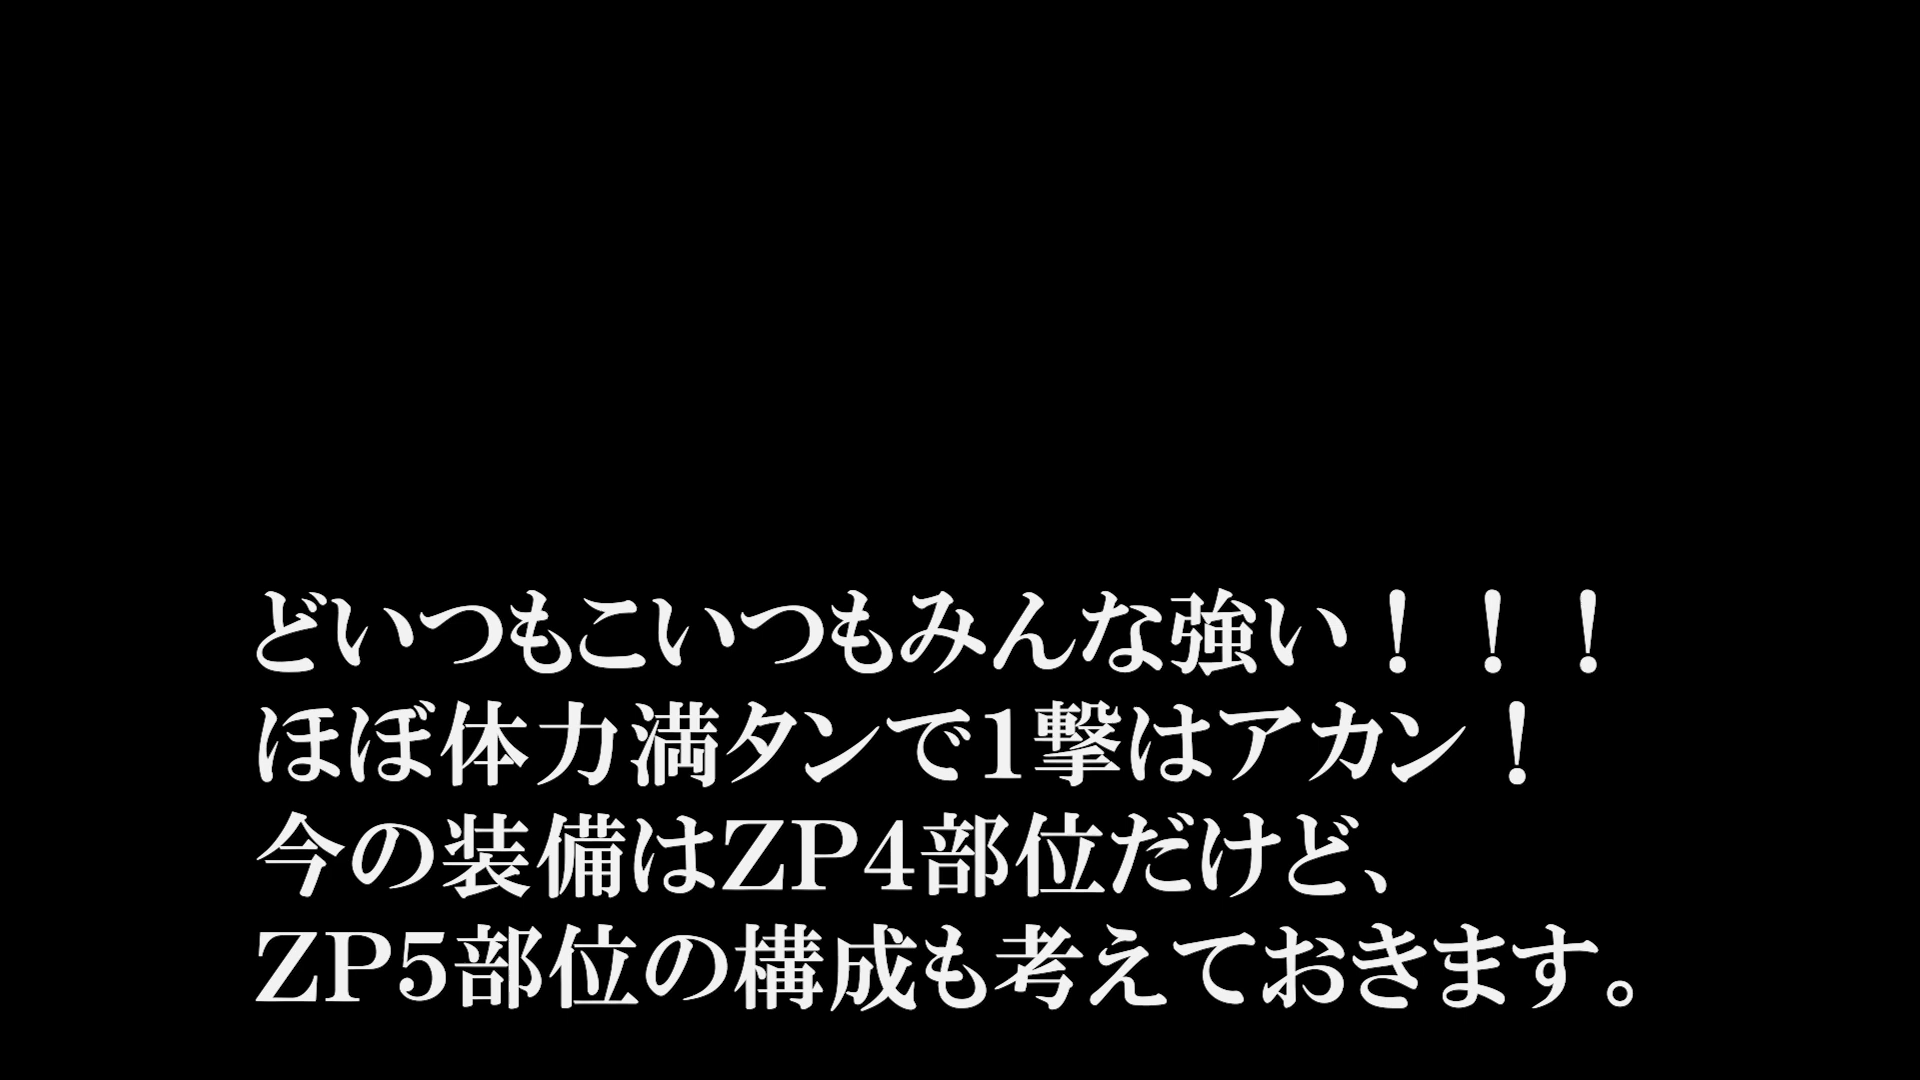 どいつもこいつもみんな強い！！！
ほぼ体力満タンで1撃はアカン！
今の装備はZP4部位だけど、
ZP5部位の構成も考えておきます。